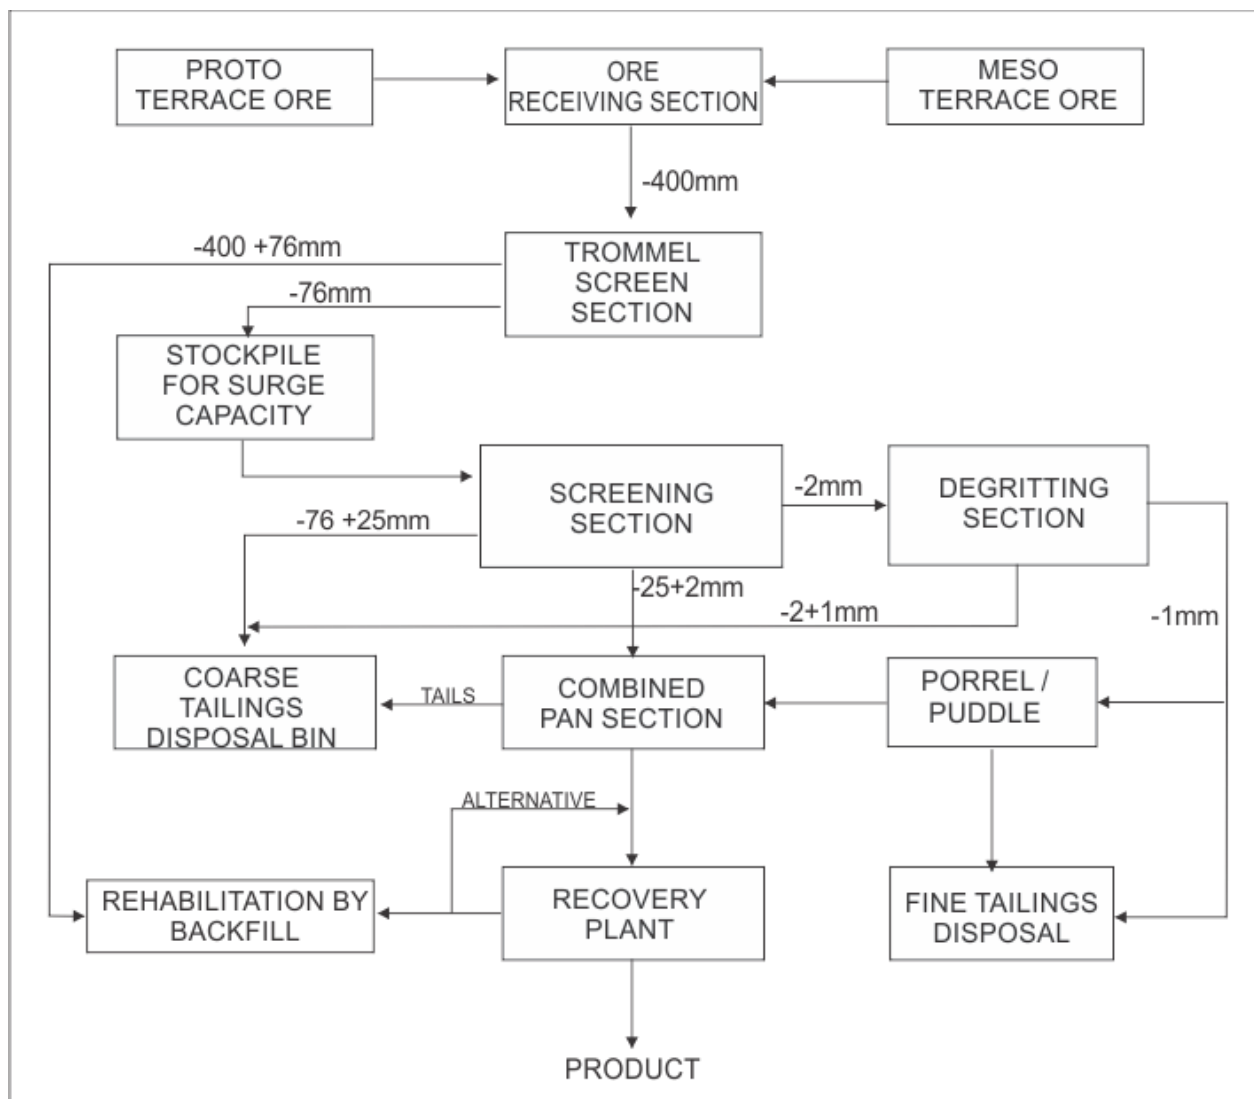 PROTO
TERRACE ORE
ORE
RECEIVING SECTION
MESO
TERRACE ORE
-400mm
-400 +76mm
TROMMEL
SCREEN
SECTION
-76mm
STOCKPILE
FOR SURGE
CAPACITY
SCREENING
SECTION
-2mm
DEGRITTING
SECTION
-76 +25mm
-25+2mm
-2+1mm
-1mm
COARSE
TAILINGS
DISPOSAL BIN
TAILS
COMBINED
PAN SECTION
PORREL /
PUDDLE
ALTERNATIVE
REHABILITATION BY
BACKFILL
RECOVERY
PLANT
FINE TAILINGS
DISPOSAL
PRODUCT